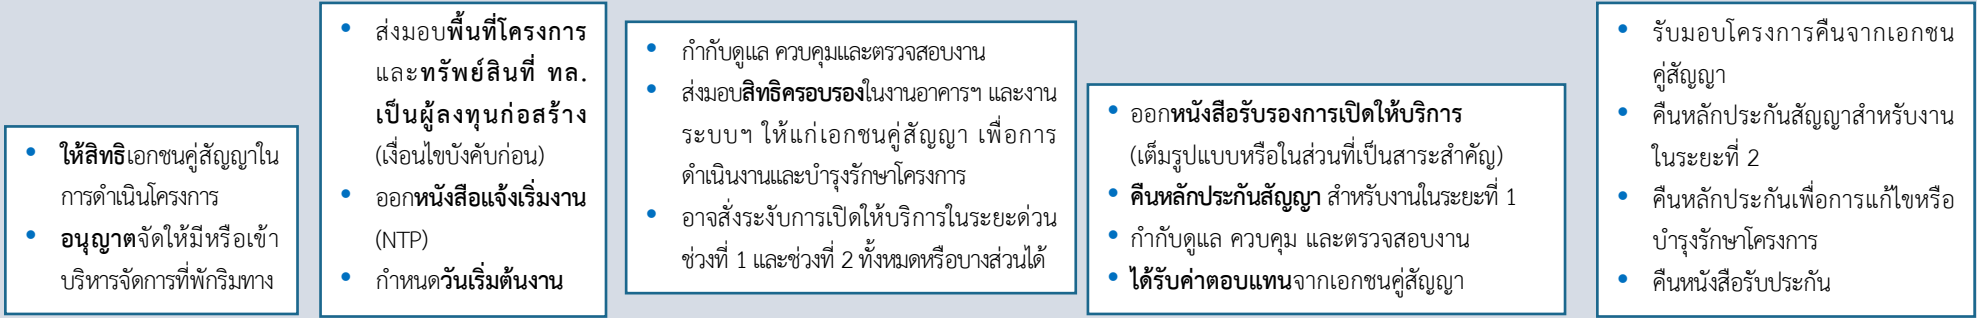 • ให้สิทธิเอกชนคู่สัญญาใน
การดำเนินโครงการ
• อนุญาตจัดให้มีหรือเข้า
บริหารจัดการที่พักริมทาง
• ส่งมอบพื้นที่โครงการ
และทรัพย์สินที่ ทล.
เป็นผู้ลงทุนก่อสร้าง
(เงื่อนไขบังคับก่อน)
• ออกหนังสือแจ้งเริ่มงาน
(NTP)
• กำหนดวันเริ่มต้นงาน
• กำกับดูแล ควบคุมและตรวจสอบงาน
• ส่งมอบสิทธิครอบรองในงานอาคารฯ และงาน
ระบบฯ ให้แก่เอกชนคู่สัญญา เพื่อการ
ดำเนินงานและบำรุงรักษาโครงการ
• อาจสั่งระงับการเปิดให้บริการในระยะด่วน
ช่วงที่ 1 และช่วงที่ 2 ทั้งหมดหรือบางส่วนได้
• ออกหนังสือรับรองการเปิดให้บริการ
(เต็มรูปแบบหรือในส่วนที่เป็นสาระสำคัญ)
• คืนหลักประกันสัญญา สำหรับงานในระยะที่ 1
• กำกับดูแล ควบคุม และตรวจสอบงาน
• ได้รับค่าตอบแทนจากเอกชนคู่สัญญา
• รับมอบโครงการคืนจากเอกชน
คู่สัญญา
• คืนหลักประกันสัญญาสำหรับงาน
ในระยะที่ 2
• คืนหลักประกันเพื่อการแก้ไขหรือ
บำรุงรักษาโครงการ
• คืนหนังสือรับประกัน